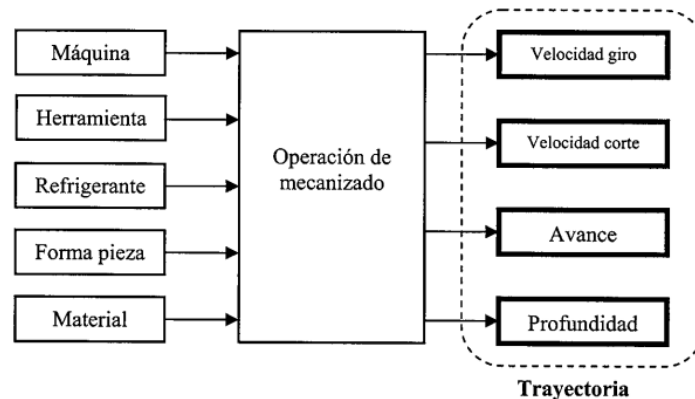 Máquina
Herramienta
Refrigerante
Forma pieza
Material
Operación de
mecanizado
Velocidad giro
Velocidad corte
Avance
Profundidad
Trayectoria